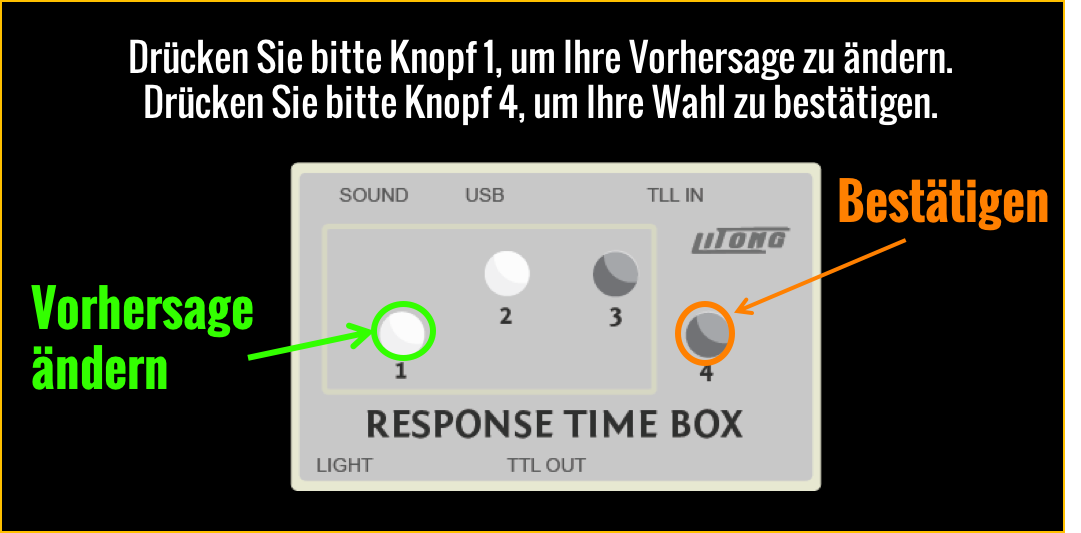 Drücken Sie bitte Knopf 1, um Ihre Vorhersage zu ändern.
Drücken Sie bitte Knopf 4, um Ihre Wahl zu bestätigen.
SOUND USB TLL IN
Bestätigen
LITONG
Vorhersage
ändern
2 3
1 4
RESPONSE TIME BOX
LIGHT TTL OUT